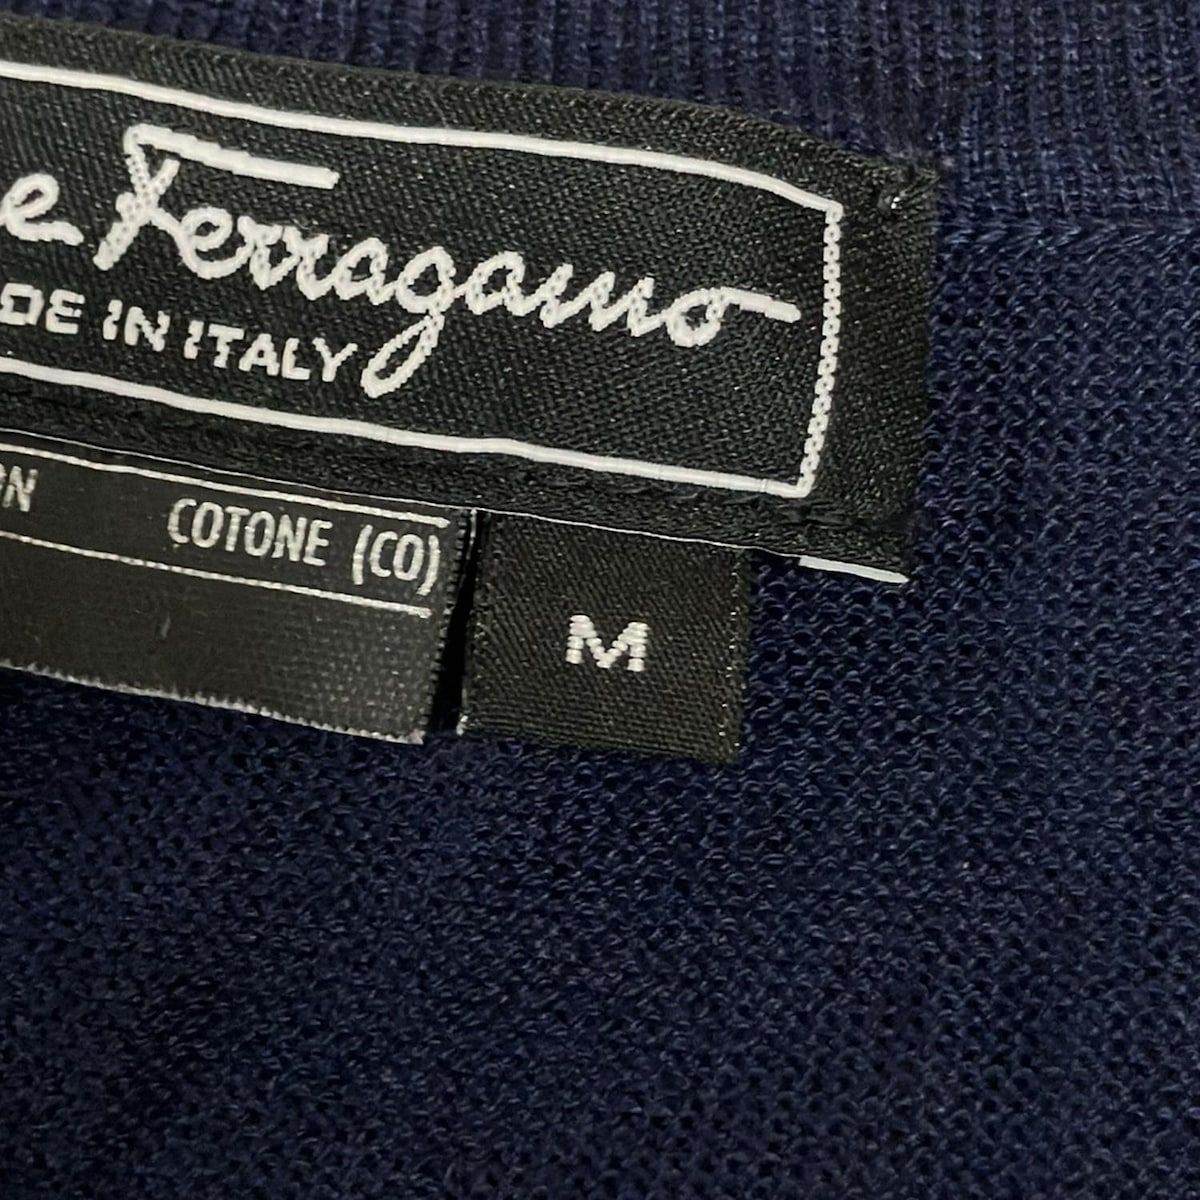 e Ferragamo
DE IN ITALY
ON COTONE (CO)
M